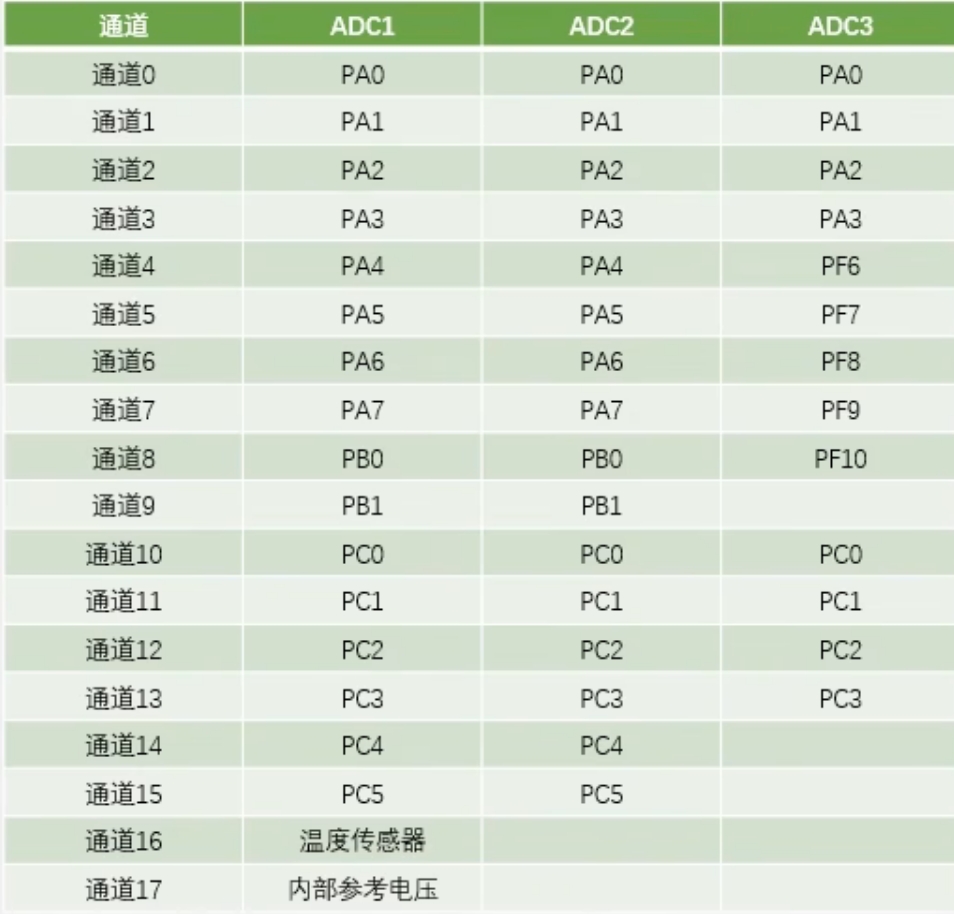 通道 ADC1 ADC2 ADC3
通道0 PA0 PA0 PA0
通道1 PA1 PA1 PA1
通道2 PA2 PA2 PA2
通道3 PA3 PA3 PA3
通道4 PA4 PA4 PF6
通道5 PA5 PA5 PF7
通道6 PA6 PA6 PF8
通道7 PA7 PA7 PF9
通道8 PB0 PB0 PF10
通道9 PB1 PB1
通道10 PC0 PC0 PC0
通道11 PC1 PC1 PC1
通道12 PC2 PC2 PC2
通道13 PC3 PC3 PC3
通道14 PC4 PC4
通道15 PC5 PC5
通道16 温度传感器
通道17 内部参考电压